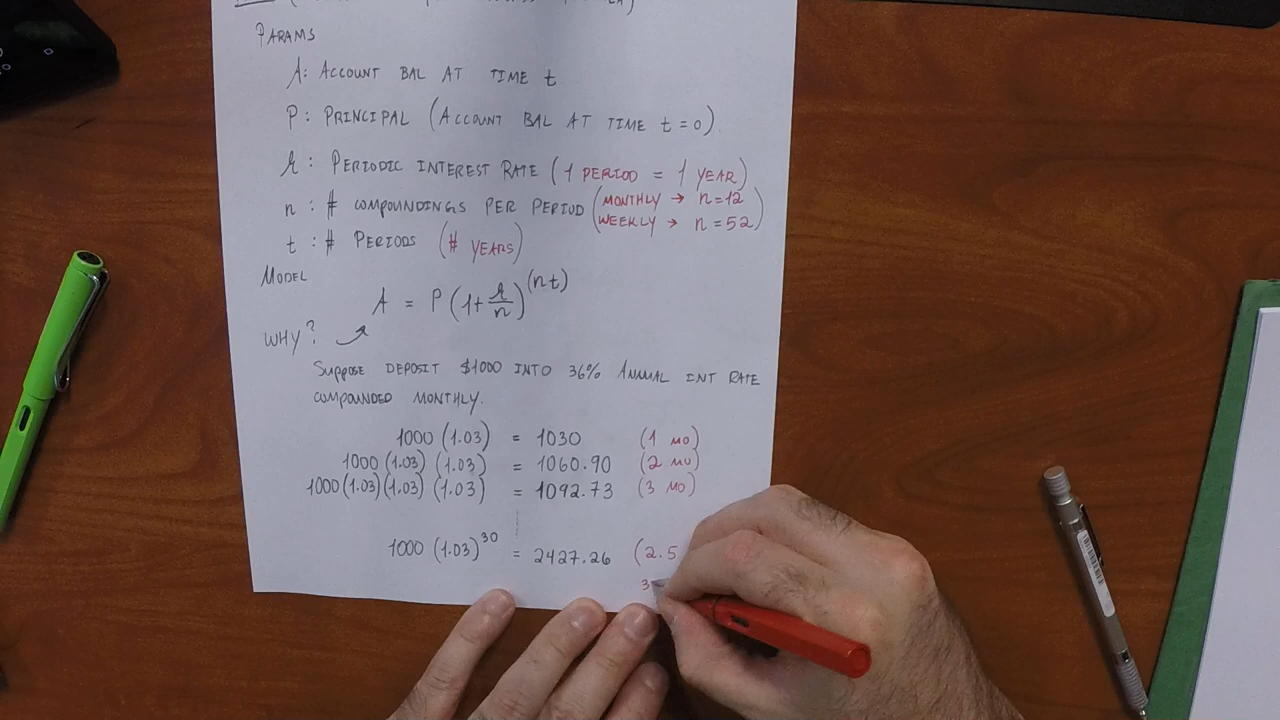 PARAMS
A: ACCOUNT BAL AT TIME t
P: PRINCIPAL (ACCOUNT BAL AT TIME t = 0)
r: PERIODIC INTEREST RATE (1 PERIOD = 1 YEAR)
n: # COMPOUNDINGS PER PERIOD (MONTHLY → n=12
WEEKLY → n=52)
t: # PERIODS (# YEARS)
MODEL
A = P(1+r/n)^(nt)
WHY?
SUPPOSE DEPOSIT $1000 INTO 36% ANNUAL INT RATE
COMPOUNDED MONTHLY.
1000(1.03) = 1030 (1 MO)
1000(1.03)(1.03) = 1060.90 (2 MO)
1000(1.03)(1.03)(1.03) = 1092.73 (3 MO)
1000(1.03)^30 = 2427.26 (2.5
3